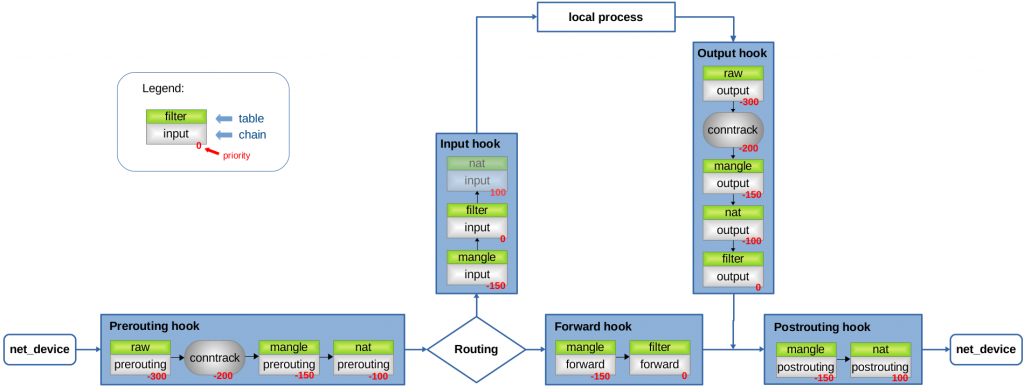 local process
Output hook
raw
output
-300
conntrack
-200
mangle
output
-150
nat
output
-100
filter
output
0
Legend:
filter
input
0
table
chain
priority
Input hook
nat
input
100
filter
input
0
mangle
input
-150
net_device
Prerouting hook
raw
prerouting
-300
conntrack
-200
mangle
prerouting
-150
nat
prerouting
-100
Routing
Forward hook
mangle
forward
-150
filter
forward
0
Postrouting hook
mangle
postrouting
-150
nat
postrouting
100
net_device